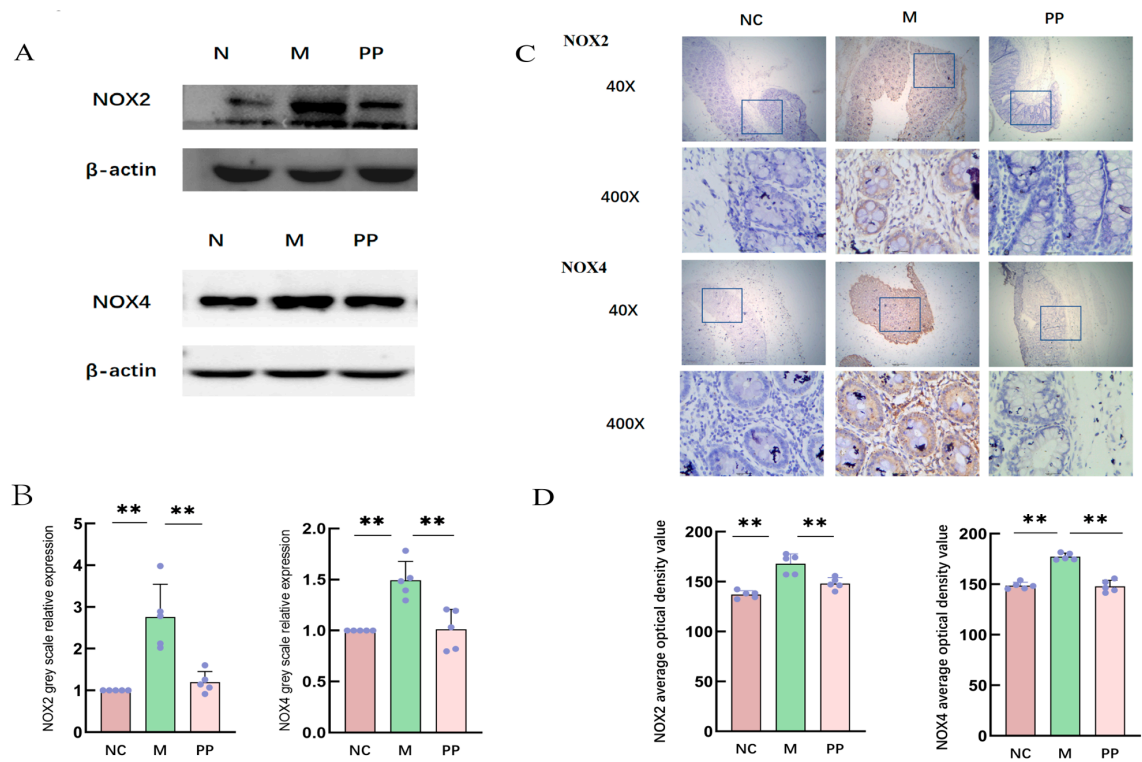 A
N M PP
NOX2
β-actin
N M PP
NOX4
β-actin
B
NOX2 grey scale relative expression
5
4
3
2
1
0
** **
NC M PP
NOX4 grey scale relative expression
2.0
1.5
1.0
0.5
0.0
** **
NC M PP
C
NC M PP
NOX2
40X
400X
NOX4
40X
400X
D
NOX2 average optical density value
200
150
100
50
0
** **
NC M PP
NOX4 average optical density value
200
150
100
50
0
** **
NC M PP